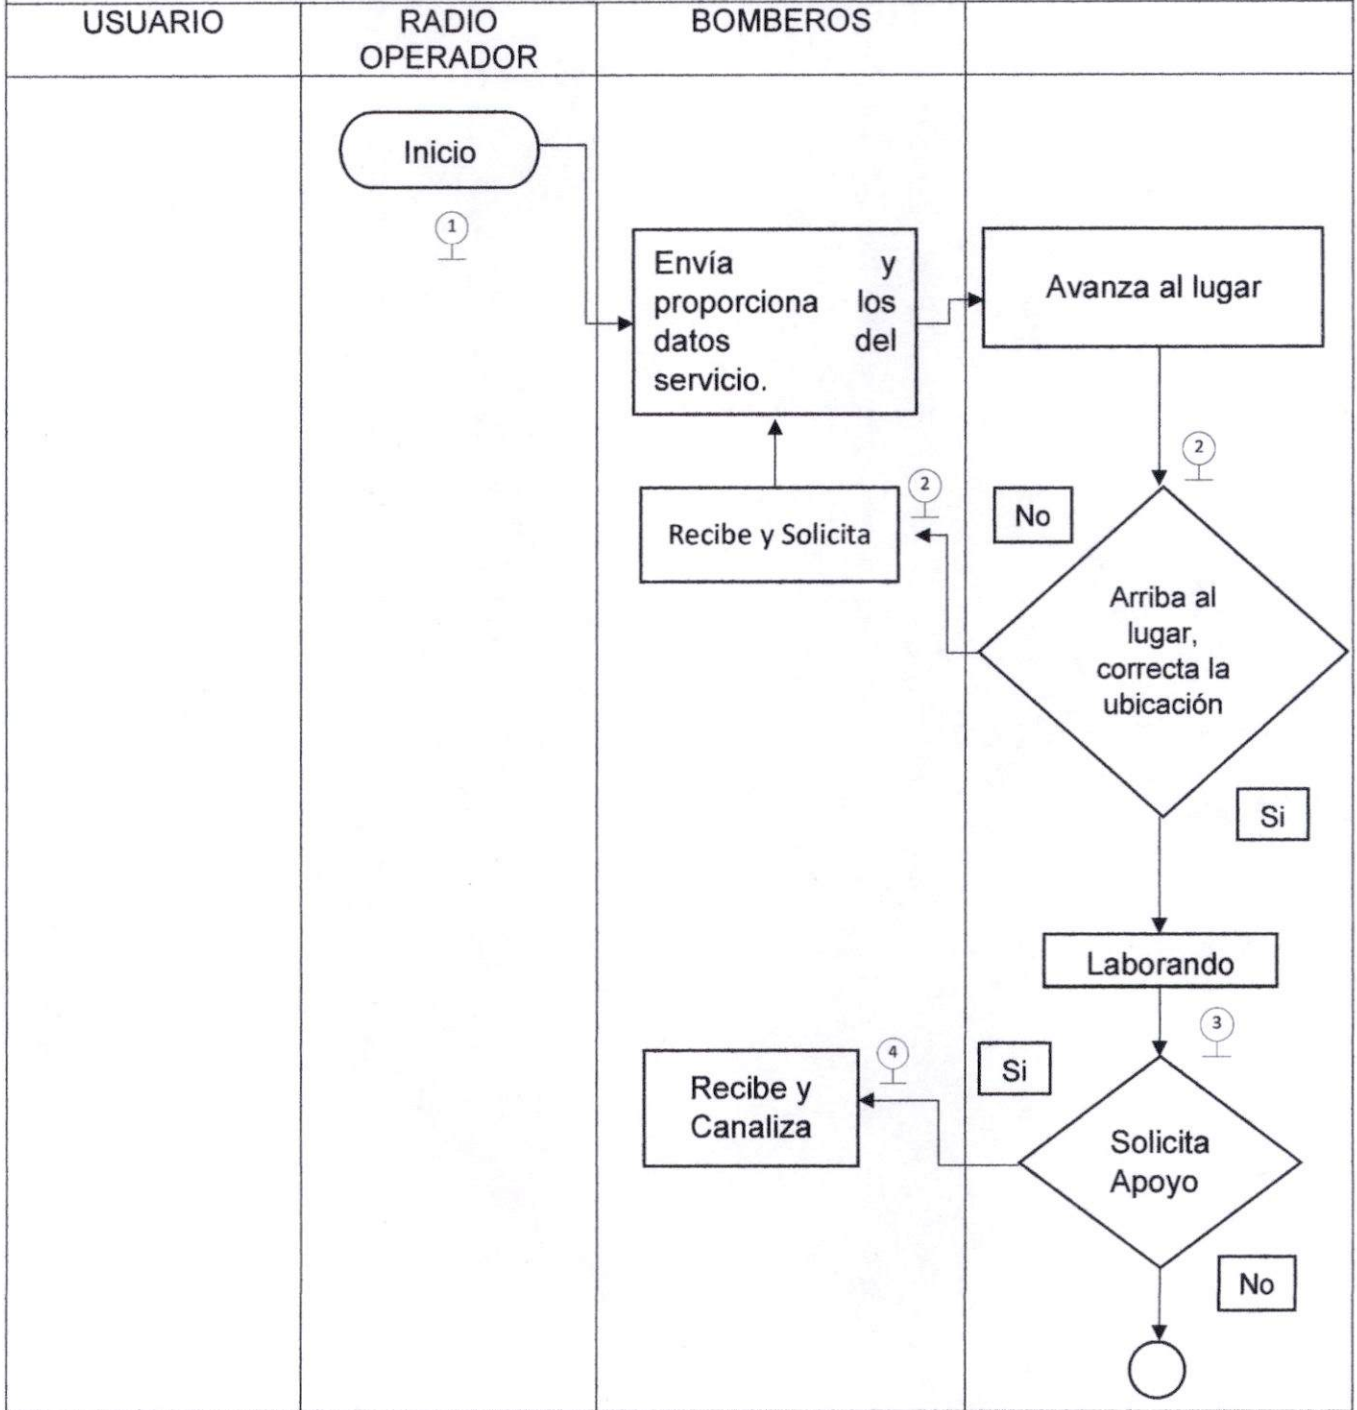 USUARIO
RADIO
OPERADOR
BOMBEROS
Inicio
1
Envía y
proporciona los
datos del
servicio.
Avanza al lugar
2
Recibe y Solicita
2
No
Arriba al
lugar,
correcta la
ubicación
Si
Laborando
3
Si
4
Recibe y
Canaliza
Solicita
Apoyo
No